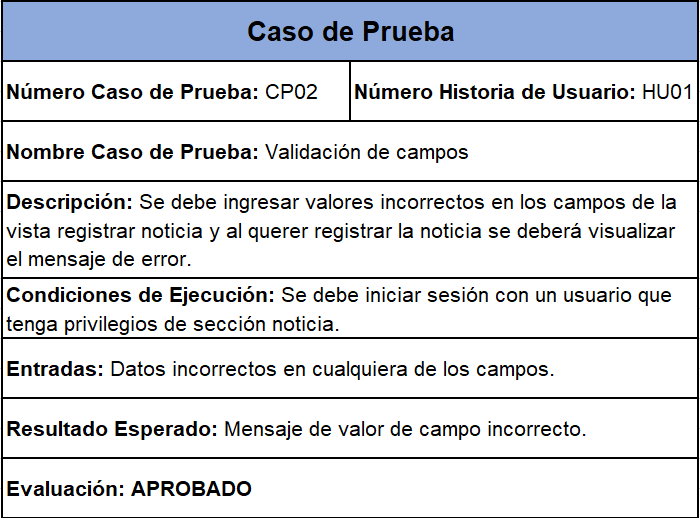 Caso de Prueba
Número Caso de Prueba: CP02
Número Historia de Usuario: HU01
Nombre Caso de Prueba: Validación de campos
Descripción: Se debe ingresar valores incorrectos en los campos de la
vista registrar noticia y al querer registrar la noticia se deberá visualizar
el mensaje de error.
Condiciones de Ejecución: Se debe iniciar sesión con un usuario que
tenga privilegios de sección noticia.
Entradas: Datos incorrectos en cualquiera de los campos.
Resultado Esperado: Mensaje de valor de campo incorrecto.
Evaluación: APROBADO